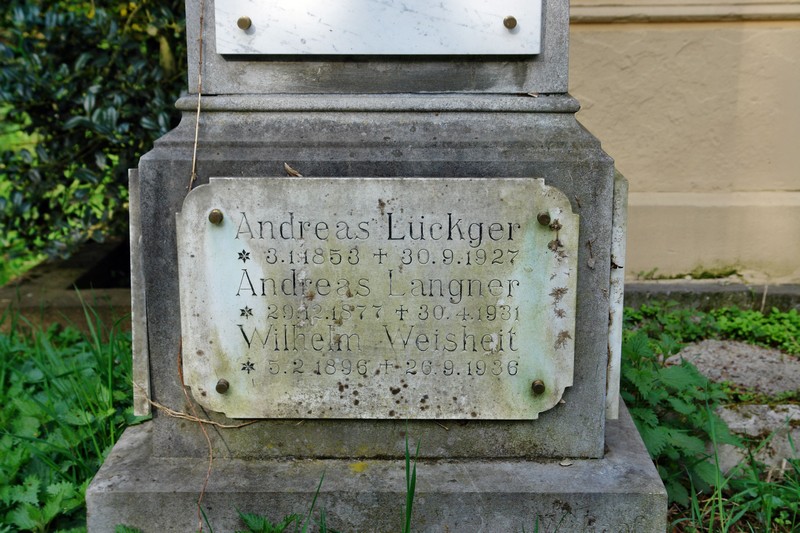 Andreas Lückger
* 3.1.1853 ✝ 30.9.1927
Andreas Langner
* 29.12.1877 ✝ 30.4.1931
Wilhelm Weisheit
* 5.2.1896 ✝ 26.9.1936